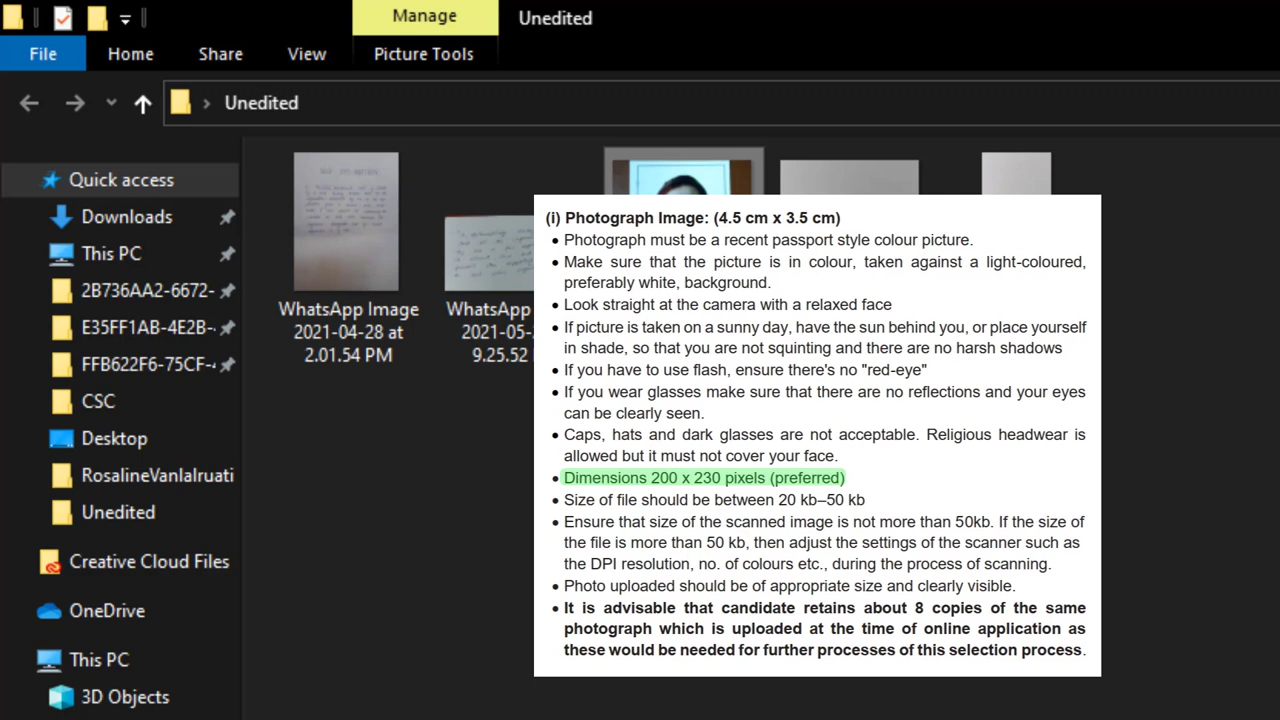 Manage
Unedited
File
Home
Share
View
Picture Tools
Unedited
Quick access
Downloads
This PC
2B736AA2-6672-
E35FF1AB-4E2B-
FFB622F6-75CF-
CSC
Desktop
RosalineVanlalruati
Unedited
Creative Cloud Files
OneDrive
This PC
3D Objects
WhatsApp Image
2021-04-28 at
2.01.54 PM
WhatsApp
2021-05-
9.25.52
(i) Photograph Image: (4.5 cm x 3.5 cm)
• Photograph must be a recent passport style colour picture.
• Make sure that the picture is in colour, taken against a light-coloured,
preferably white, background.
• Look straight at the camera with a relaxed face
• If picture is taken on a sunny day, have the sun behind you, or place yourself
in shade, so that you are not squinting and there are no harsh shadows
• If you have to use flash, ensure there's no "red-eye"
• If you wear glasses make sure that there are no reflections and your eyes
can be clearly seen.
• Caps, hats and dark glasses are not acceptable. Religious headwear is
allowed but it must not cover your face.
• Dimensions 200 x 230 pixels (preferred)
• Size of file should be between 20 kb–50 kb
• Ensure that size of the scanned image is not more than 50kb. If the size of
the file is more than 50 kb, then adjust the settings of the scanner such as
the DPI resolution, no. of colours etc., during the process of scanning.
• Photo uploaded should be of appropriate size and clearly visible.
• It is advisable that candidate retains about 8 copies of the same
photograph which is uploaded at the time of online application as
these would be needed for further processes of this selection process.